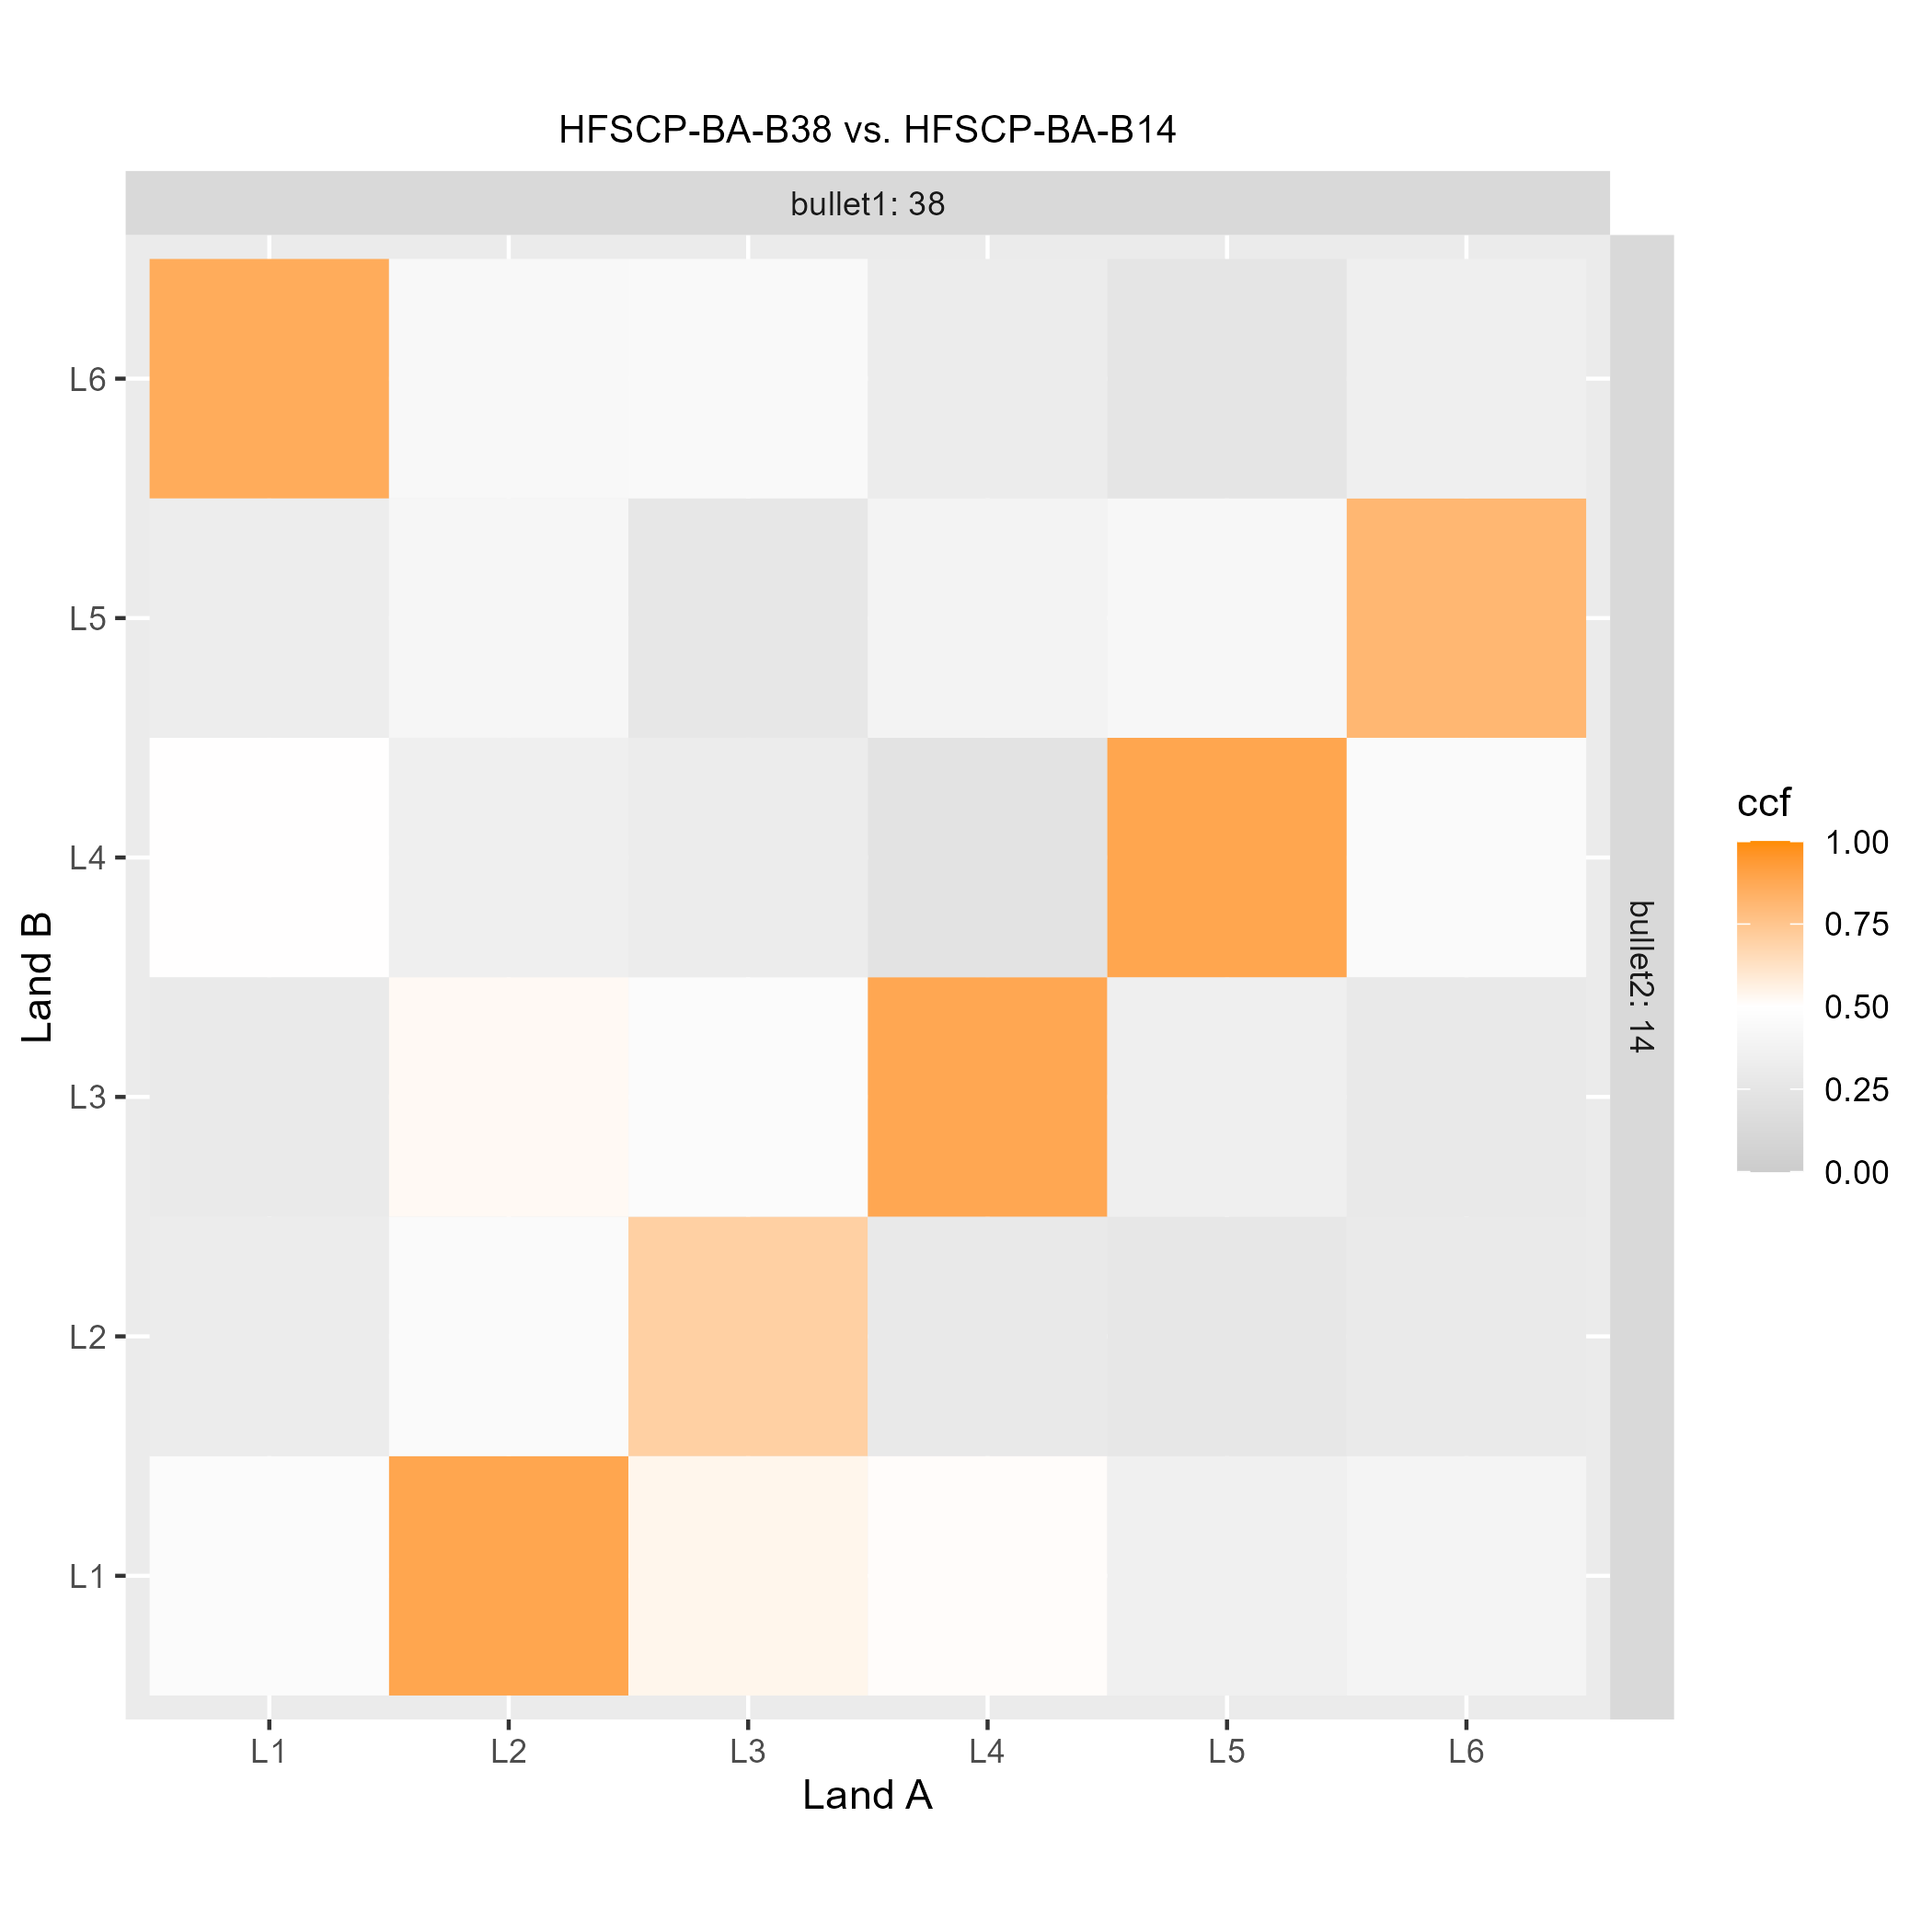 HFSCP-BA-B38 vs. HFSCP-BA-B14
bullet1: 38
L6
L5
L4
L3
L2
L1
Land B
bullet2: 14
ccf
1.00
0.75
0.50
0.25
0.00
L1 L2 L3 L4 L5 L6
Land A